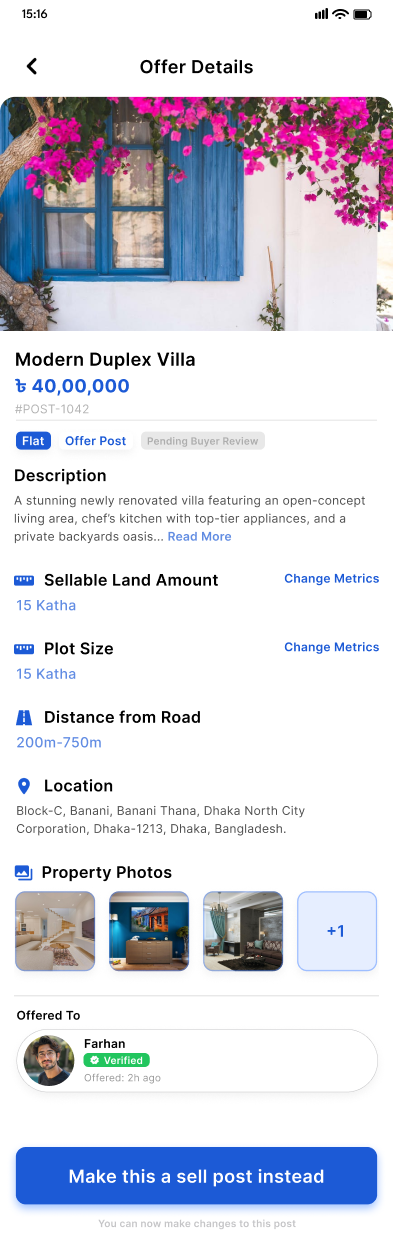 15:16
Offer Details
Modern Duplex Villa
৳ 40,00,000
#POST-1042
Flat Offer Post Pending Buyer Review
Description
A stunning newly renovated villa featuring an open-concept
living area, chef’s kitchen with top-tier appliances, and a
private backyards oasis... Read More
Sellable Land Amount Change Metrics
15 Katha
Plot Size Change Metrics
15 Katha
Distance from Road
200m-750m
Location
Block-C, Banani, Banani Thana, Dhaka North City
Corporation, Dhaka-1213, Dhaka, Bangladesh.
Property Photos
+1
Offered To
Farhan
Verified
Offered: 2h ago
Make this a sell post instead
You can now make changes to this post